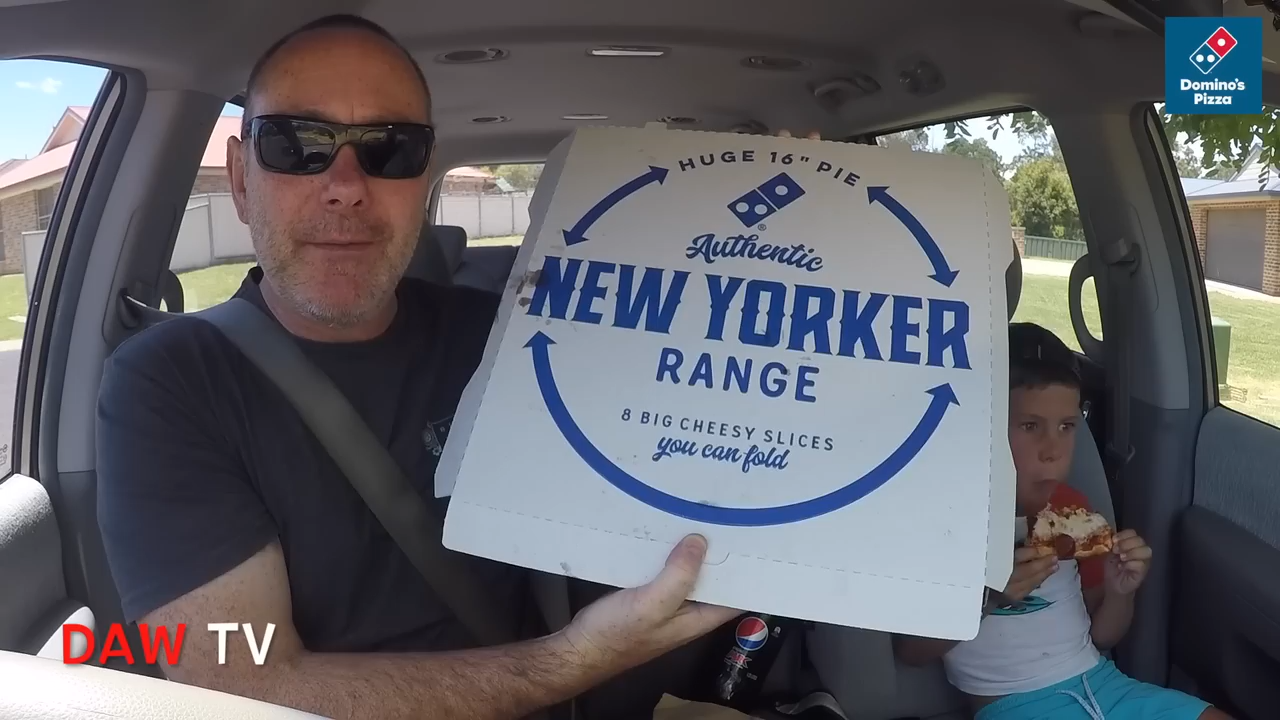 Domino's
Pizza
HUGE 16" PIE
Authentic
NEW YORKER
RANGE
8 BIG CHEESY SLICES
you can fold
DAW TV